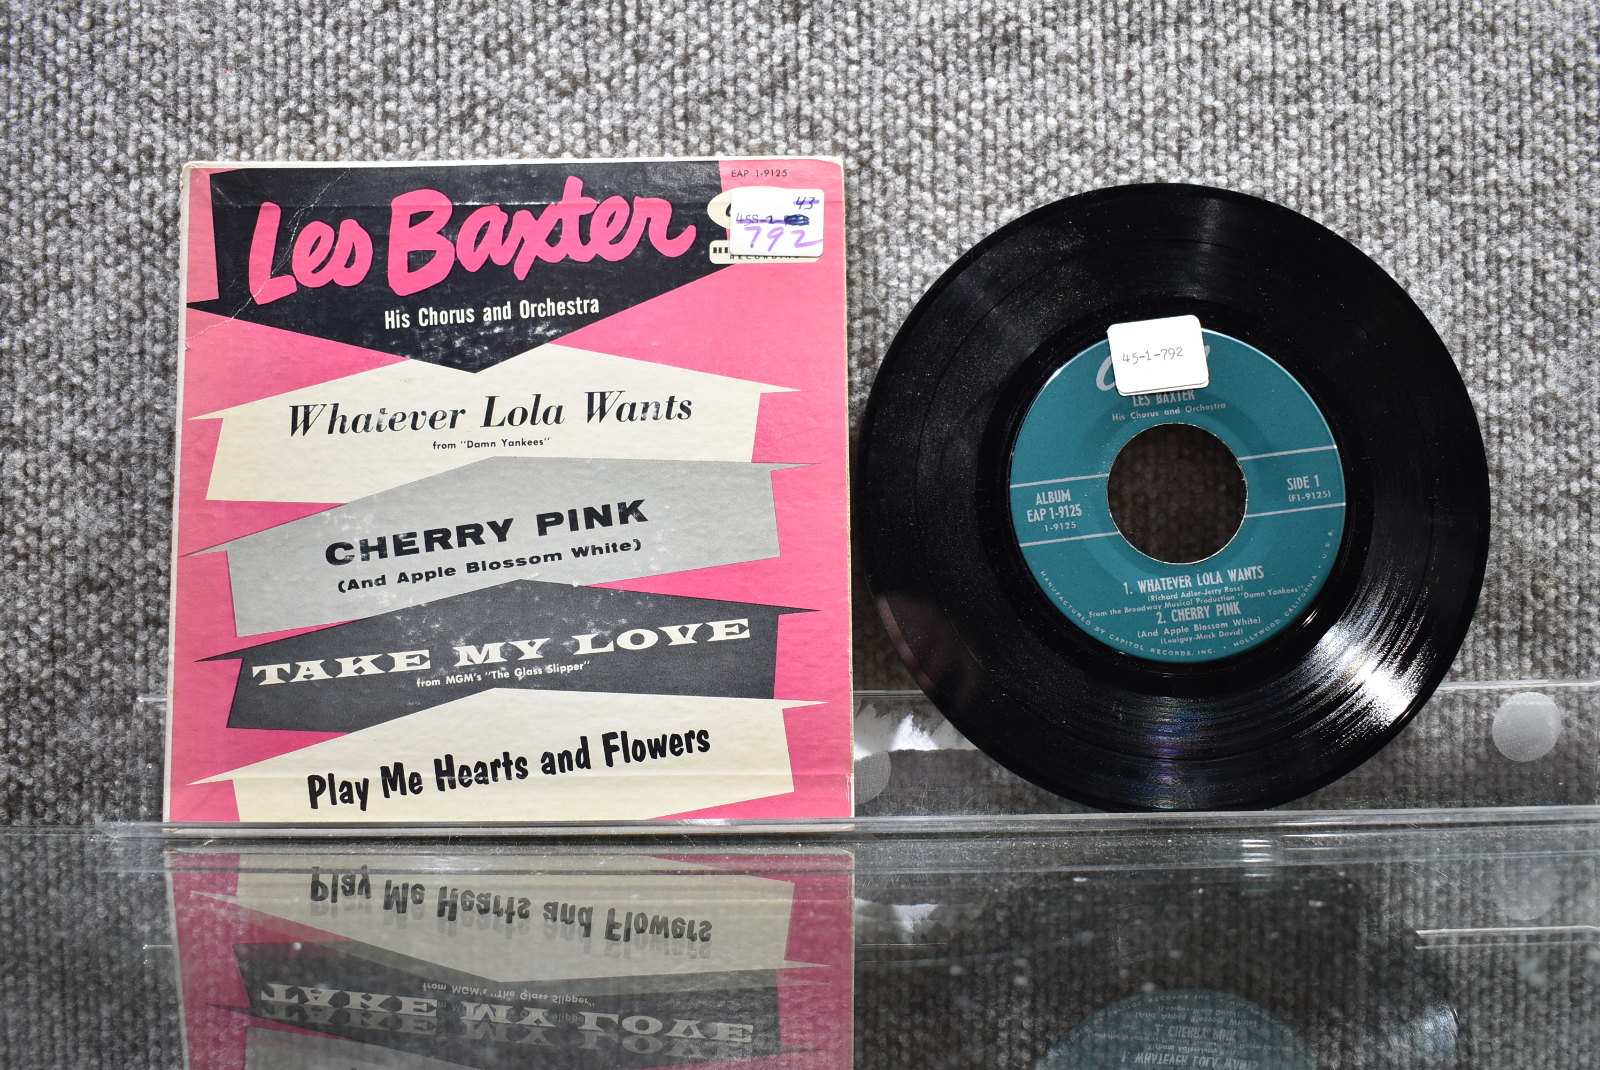 EAP 1-9125
Les Baxter
His Chorus and Orchestra
43
45S-2
792
RECORDING
Whatever Lola Wants
from "Damn Yankees"
CHERRY PINK
(And Apple Blossom White)
TAKE MY LOVE
from MGM's "The Glass Slipper"
Play Me Hearts and Flowers
45-1-792
LES BAXTER
His Chorus and Orchestra
ALBUM
EAP 1-9125
1-9125
SIDE 1
(F1-9125)
1. WHATEVER LOLA WANTS
(Richard Adler-Jerry Ross)
From the Broadway Musical Production "Damn Yankees"
2. CHERRY PINK
(And Apple Blossom White)
(Louiguy-Mack David)
MANUFACTURED BY CAPITOL RECORDS, INC. • HOLLYWOOD, CALIFORNIA • U.S.A.